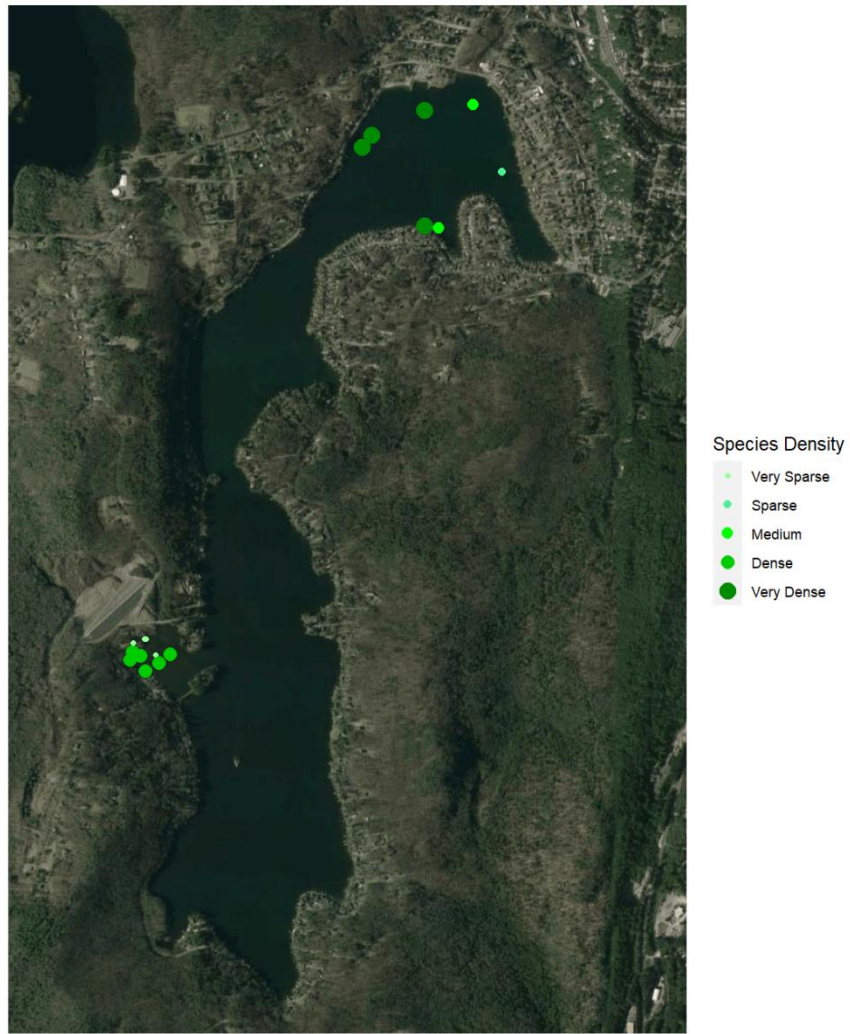 Species Density
Very Sparse
Sparse
Medium
Dense
Very Dense